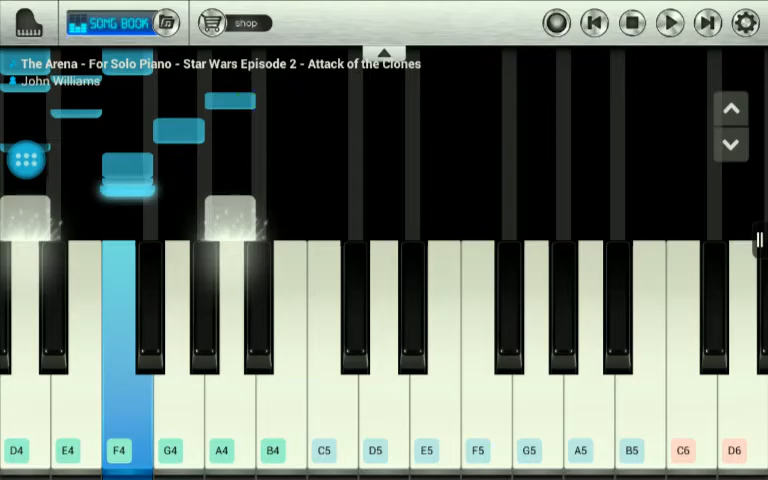 SONG BOOK
shop
The Arena - For Solo Piano - Star Wars Episode 2 - Attack of the Clones
John Williams
D4 E4 F4 G4 A4 B4 C5 D5 E5 F5 G5 A5 B5 C6 D6